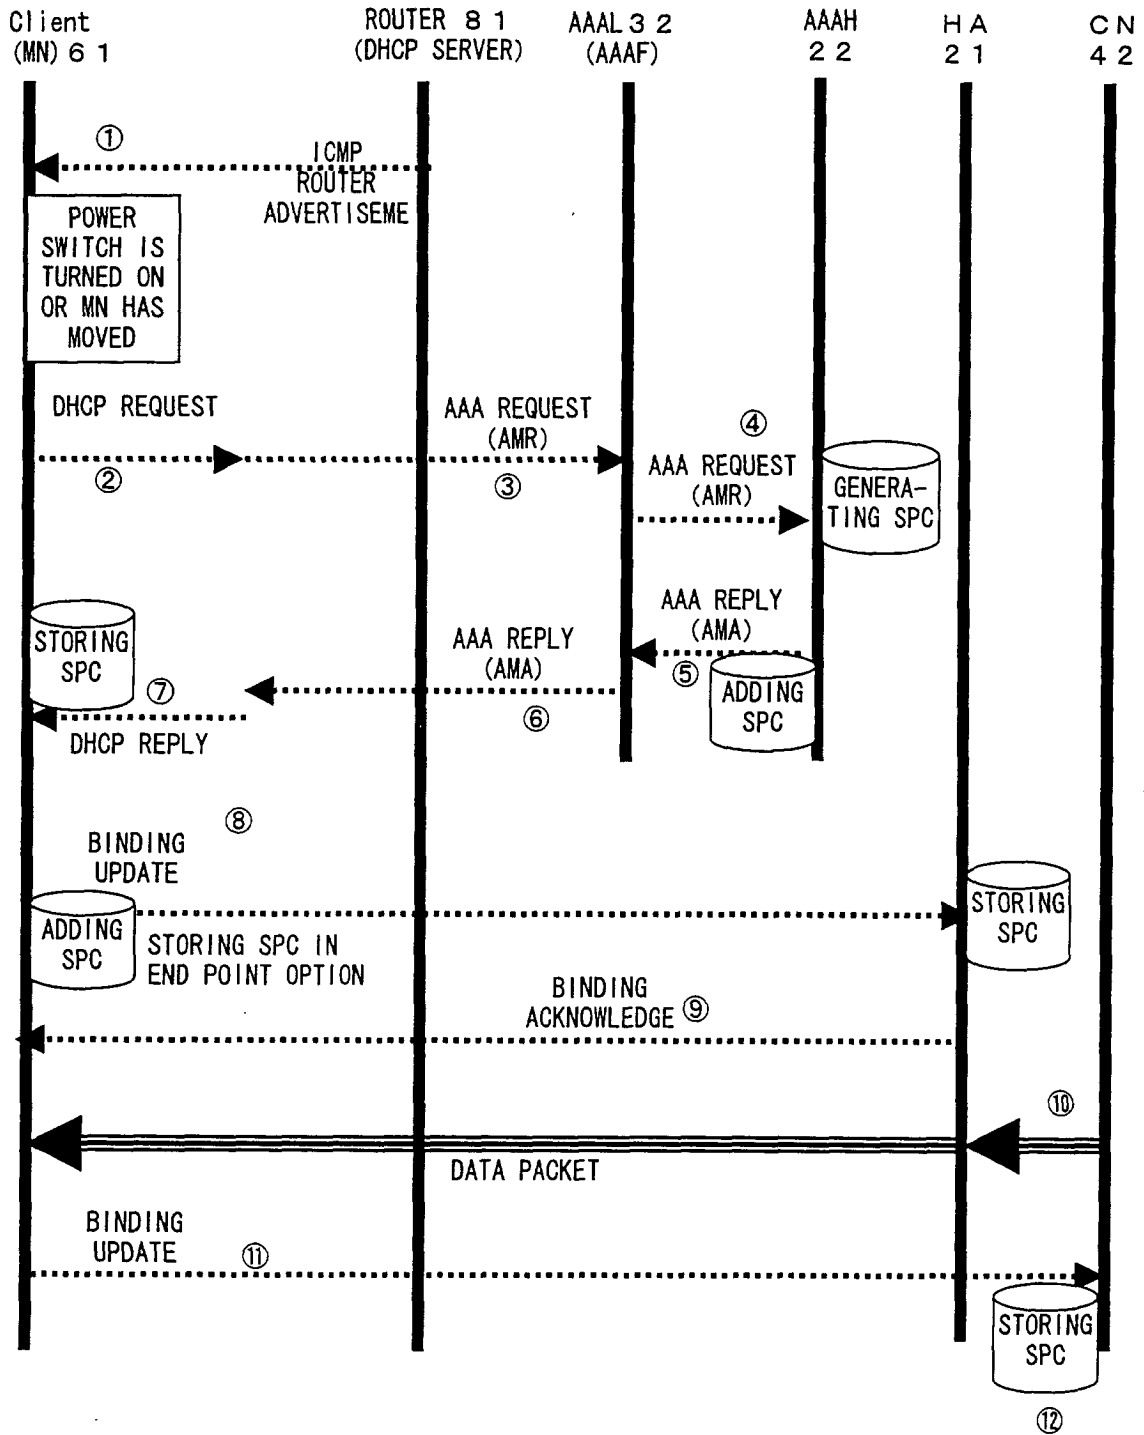 Client
(MN) 6 1
ROUTER 8 1
(DHCP SERVER)
AAAL 3 2
(AAAF)
AAAH
2 2
H A
2 1
C N
4 2
①
ICMP
ROUTER
ADVERTISEME
POWER
SWITCH IS
TURNED ON
OR MN HAS
MOVED
DHCP REQUEST
②
AAA REQUEST
(AMR)
③
④
AAA REQUEST
(AMR)
GENERA-
TING SPC
STORING
SPC
⑦
DHCP REPLY
AAA REPLY
(AMA)
⑥
AAA REPLY
(AMA)
⑤
ADDING
SPC
⑧
BINDING
UPDATE
ADDING
SPC
STORING SPC IN
END POINT OPTION
STORING
SPC
BINDING
ACKNOWLEDGE ⑨
⑩
DATA PACKET
BINDING
UPDATE
⑪
STORING
SPC
⑫